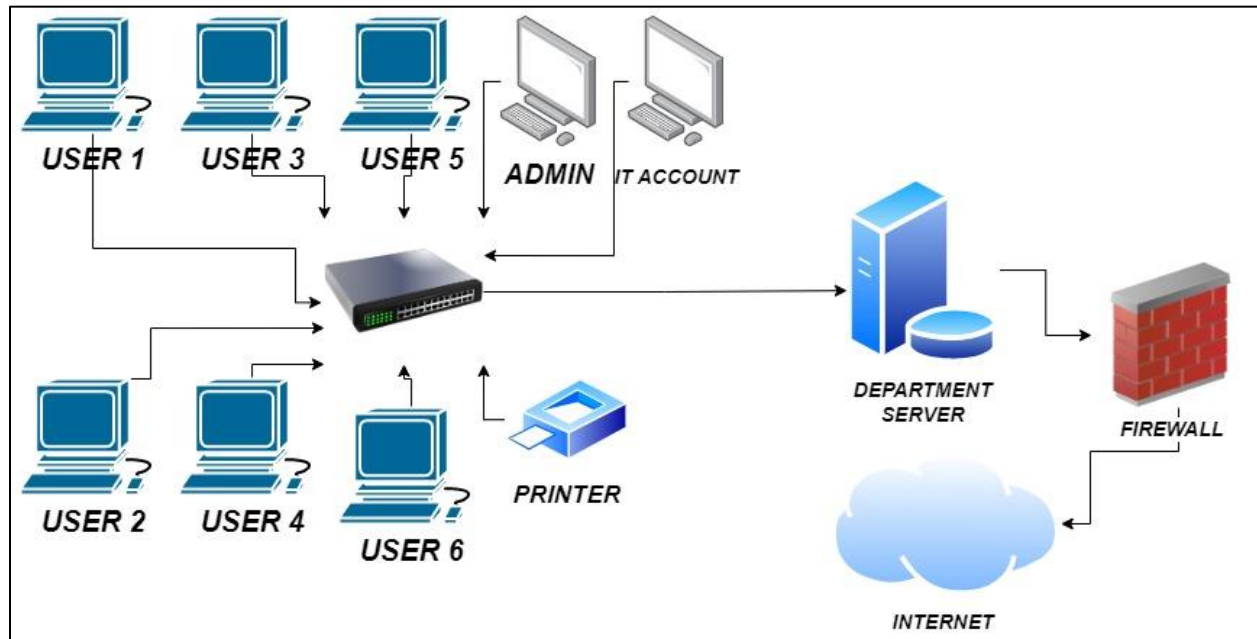 USER 1
USER 3
USER 5
ADMIN
IT ACCOUNT
DEPARTMENT
SERVER
FIREWALL
USER 2
USER 4
USER 6
PRINTER
INTERNET